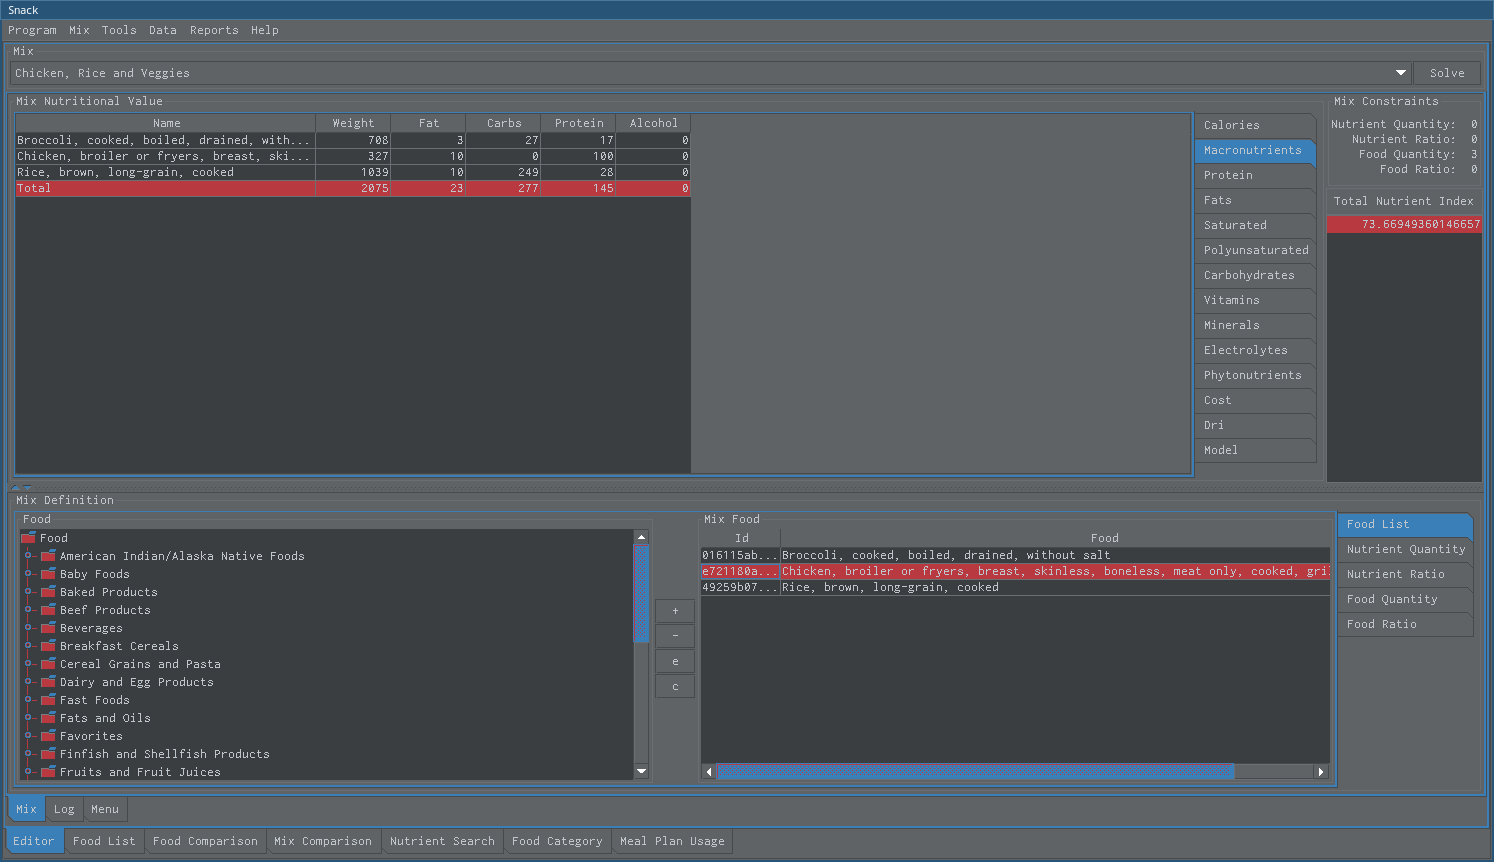 Snack
Program Mix Tools Data Reports Help
Mix
Chicken, Rice and Veggies
Solve
Mix Nutritional Value
Name Weight Fat Carbs Protein Alcohol
Broccoli, cooked, boiled, drained, with... 708 3 27 17 0
Chicken, broiler or fryers, breast, ski... 327 10 0 100 0
Rice, brown, long-grain, cooked 1039 10 249 28 0
Total 2075 23 277 145 0
Calories
Macronutrients
Protein
Fats
Saturated
Polyunsaturated
Carbohydrates
Vitamins
Minerals
Electrolytes
Phytonutrients
Cost
Dri
Model
Mix Constraints
Nutrient Quantity: 0
Nutrient Ratio: 0
Food Quantity: 3
Food Ratio: 0
Total Nutrient Index
73.66949360146657
Mix Definition
Food
Food
American Indian/Alaska Native Foods
Baby Foods
Baked Products
Beef Products
Beverages
Breakfast Cereals
Cereal Grains and Pasta
Dairy and Egg Products
Fast Foods
Fats and Oils
Favorites
Finfish and Shellfish Products
Fruits and Fruit Juices
+
-
e
c
Mix Food
Id Food
016115ab... Broccoli, cooked, boiled, drained, without salt
e721180a... Chicken, broiler or fryers, breast, skinless, boneless, meat only, cooked, gril
49259b07... Rice, brown, long-grain, cooked
Food List
Nutrient Quantity
Nutrient Ratio
Food Quantity
Food Ratio
Mix Log Menu
Editor Food List Food Comparison Mix Comparison Nutrient Search Food Category Meal Plan Usage